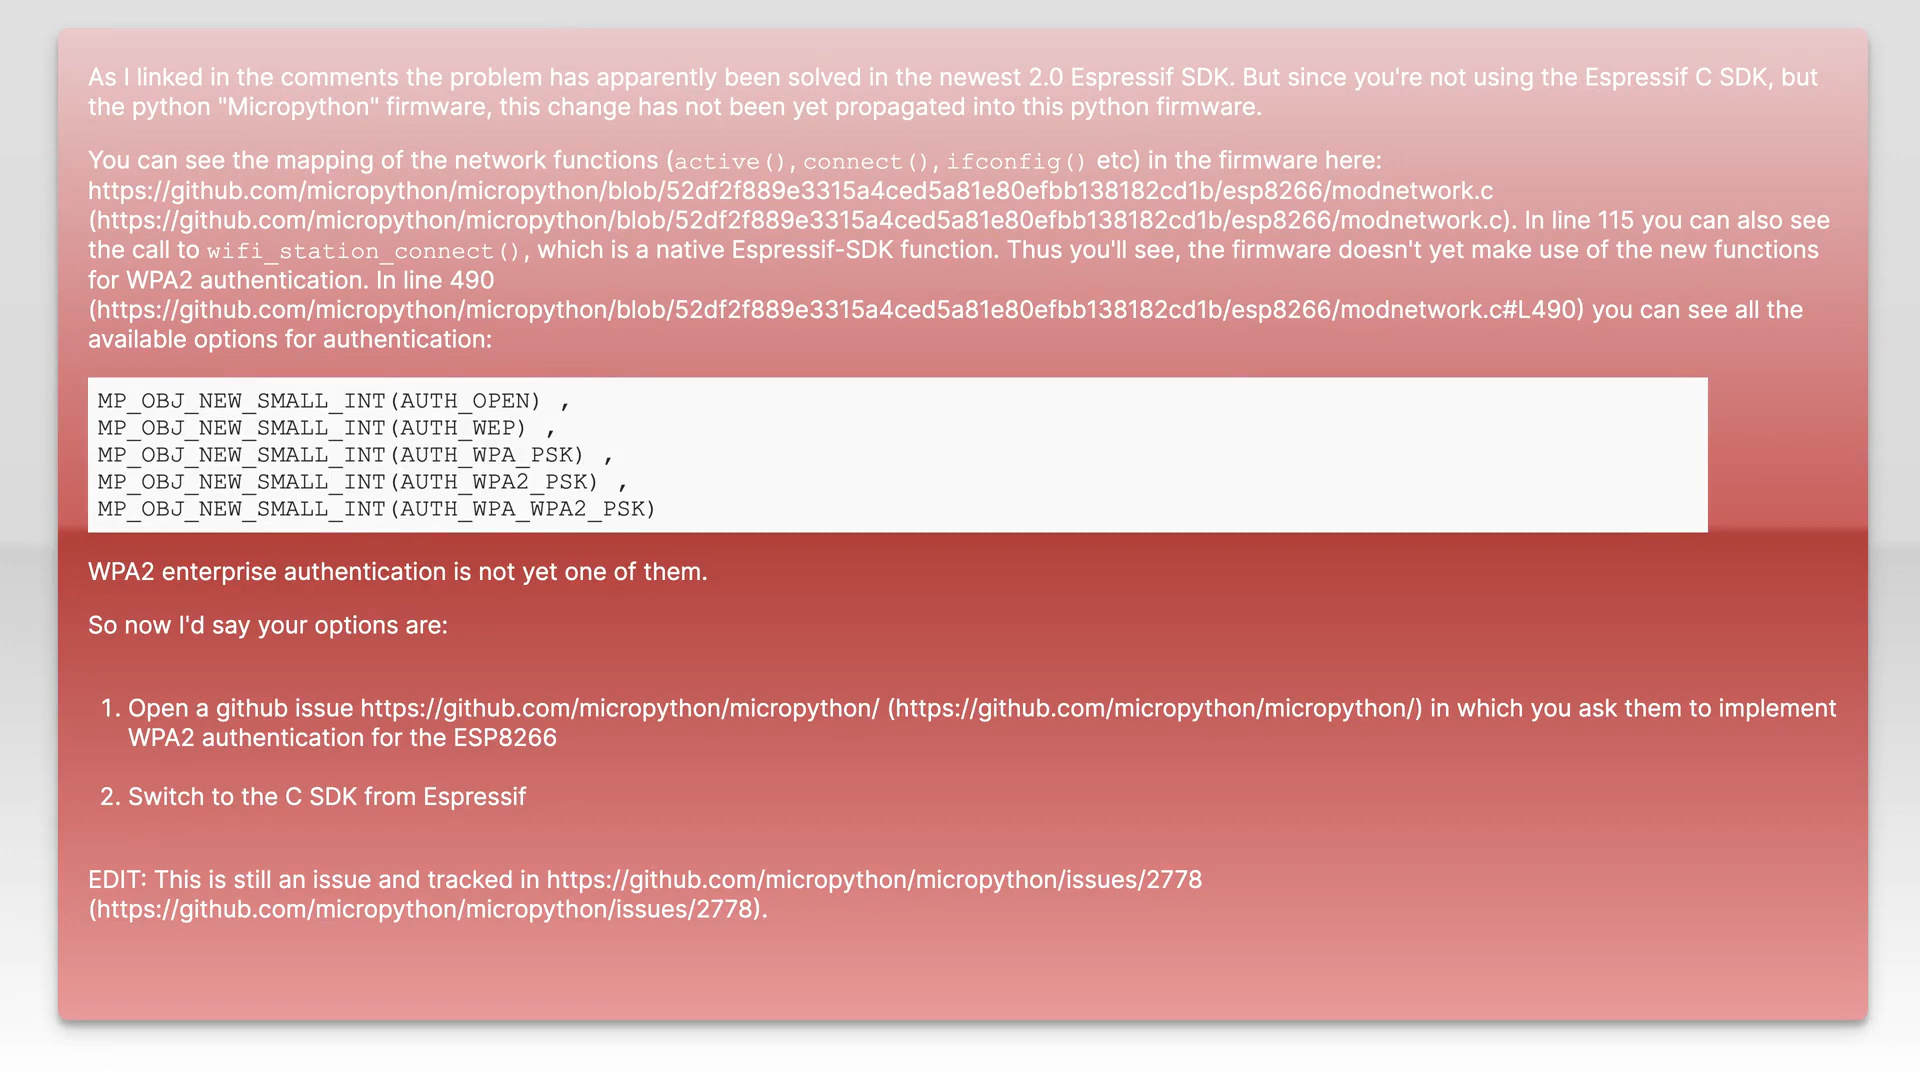 As I linked in the comments the problem has apparently been solved in the newest 2.0 Espressif SDK. But since you're not using the Espressif C SDK, but
the python "Micropython" firmware, this change has not been yet propagated into this python firmware.
You can see the mapping of the network functions (active(), connect(), ifconfig() etc) in the firmware here:
https://github.com/micropython/micropython/blob/52df2f889e3315a4ced5a81e80efbb138182cd1b/esp8266/modnetwork.c
(https://github.com/micropython/micropython/blob/52df2f889e3315a4ced5a81e80efbb138182cd1b/esp8266/modnetwork.c). In line 115 you can also see
the call to wifi_station_connect(), which is a native Espressif-SDK function. Thus you'll see, the firmware doesn't yet make use of the new functions
for WPA2 authentication. In line 490
(https://github.com/micropython/micropython/blob/52df2f889e3315a4ced5a81e80efbb138182cd1b/esp8266/modnetwork.c#L490) you can see all the
available options for authentication:
MP_OBJ_NEW_SMALL_INT(AUTH_OPEN) ,
MP_OBJ_NEW_SMALL_INT(AUTH_WEP) ,
MP_OBJ_NEW_SMALL_INT(AUTH_WPA_PSK) ,
MP_OBJ_NEW_SMALL_INT(AUTH_WPA2_PSK) ,
MP_OBJ_NEW_SMALL_INT(AUTH_WPA_WPA2_PSK)
WPA2 enterprise authentication is not yet one of them.
So now I'd say your options are:
1. Open a github issue https://github.com/micropython/micropython/ (https://github.com/micropython/micropython/) in which you ask them to implement
WPA2 authentication for the ESP8266
2. Switch to the C SDK from Espressif
EDIT: This is still an issue and tracked in https://github.com/micropython/micropython/issues/2778
(https://github.com/micropython/micropython/issues/2778).